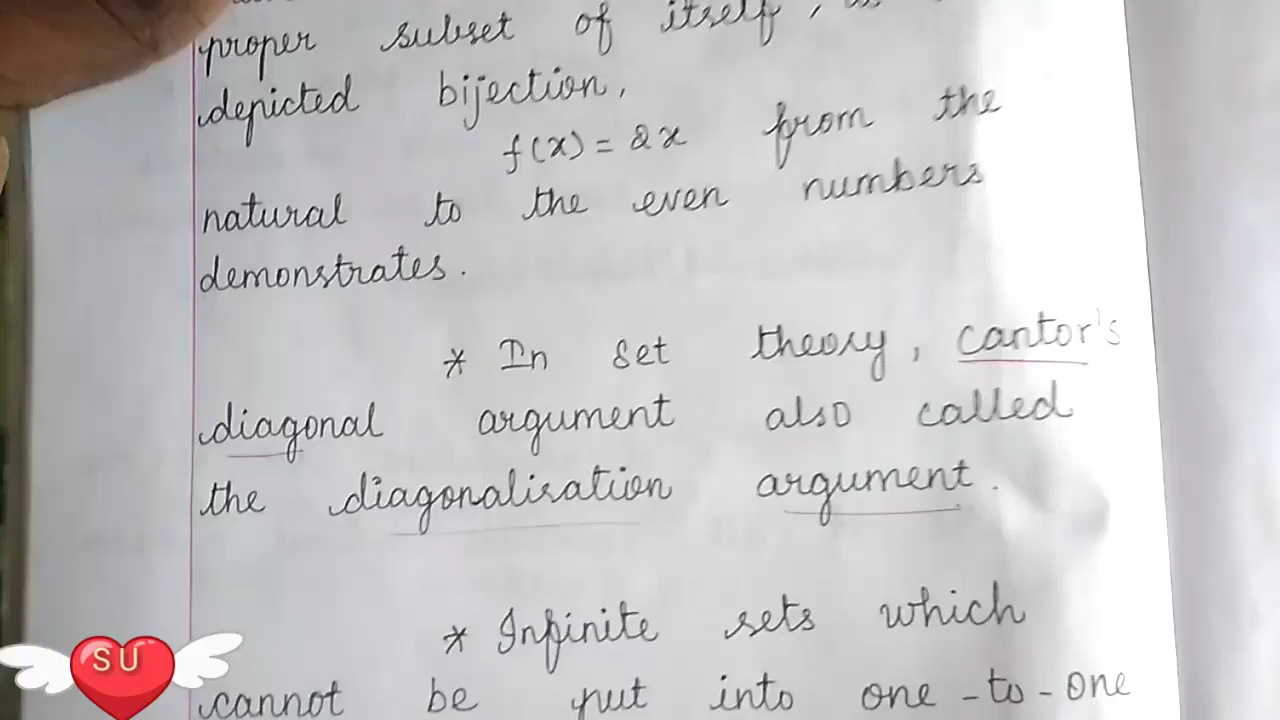 proper subset of itself,
depicted bijection,
f(x) = 2x from the
natural to the even numbers
demonstrates.
* In set theory, cantor's
diagonal argument also called
the diagonalisation argument.
* Infinite sets which
cannot be put into one-to-one
SU